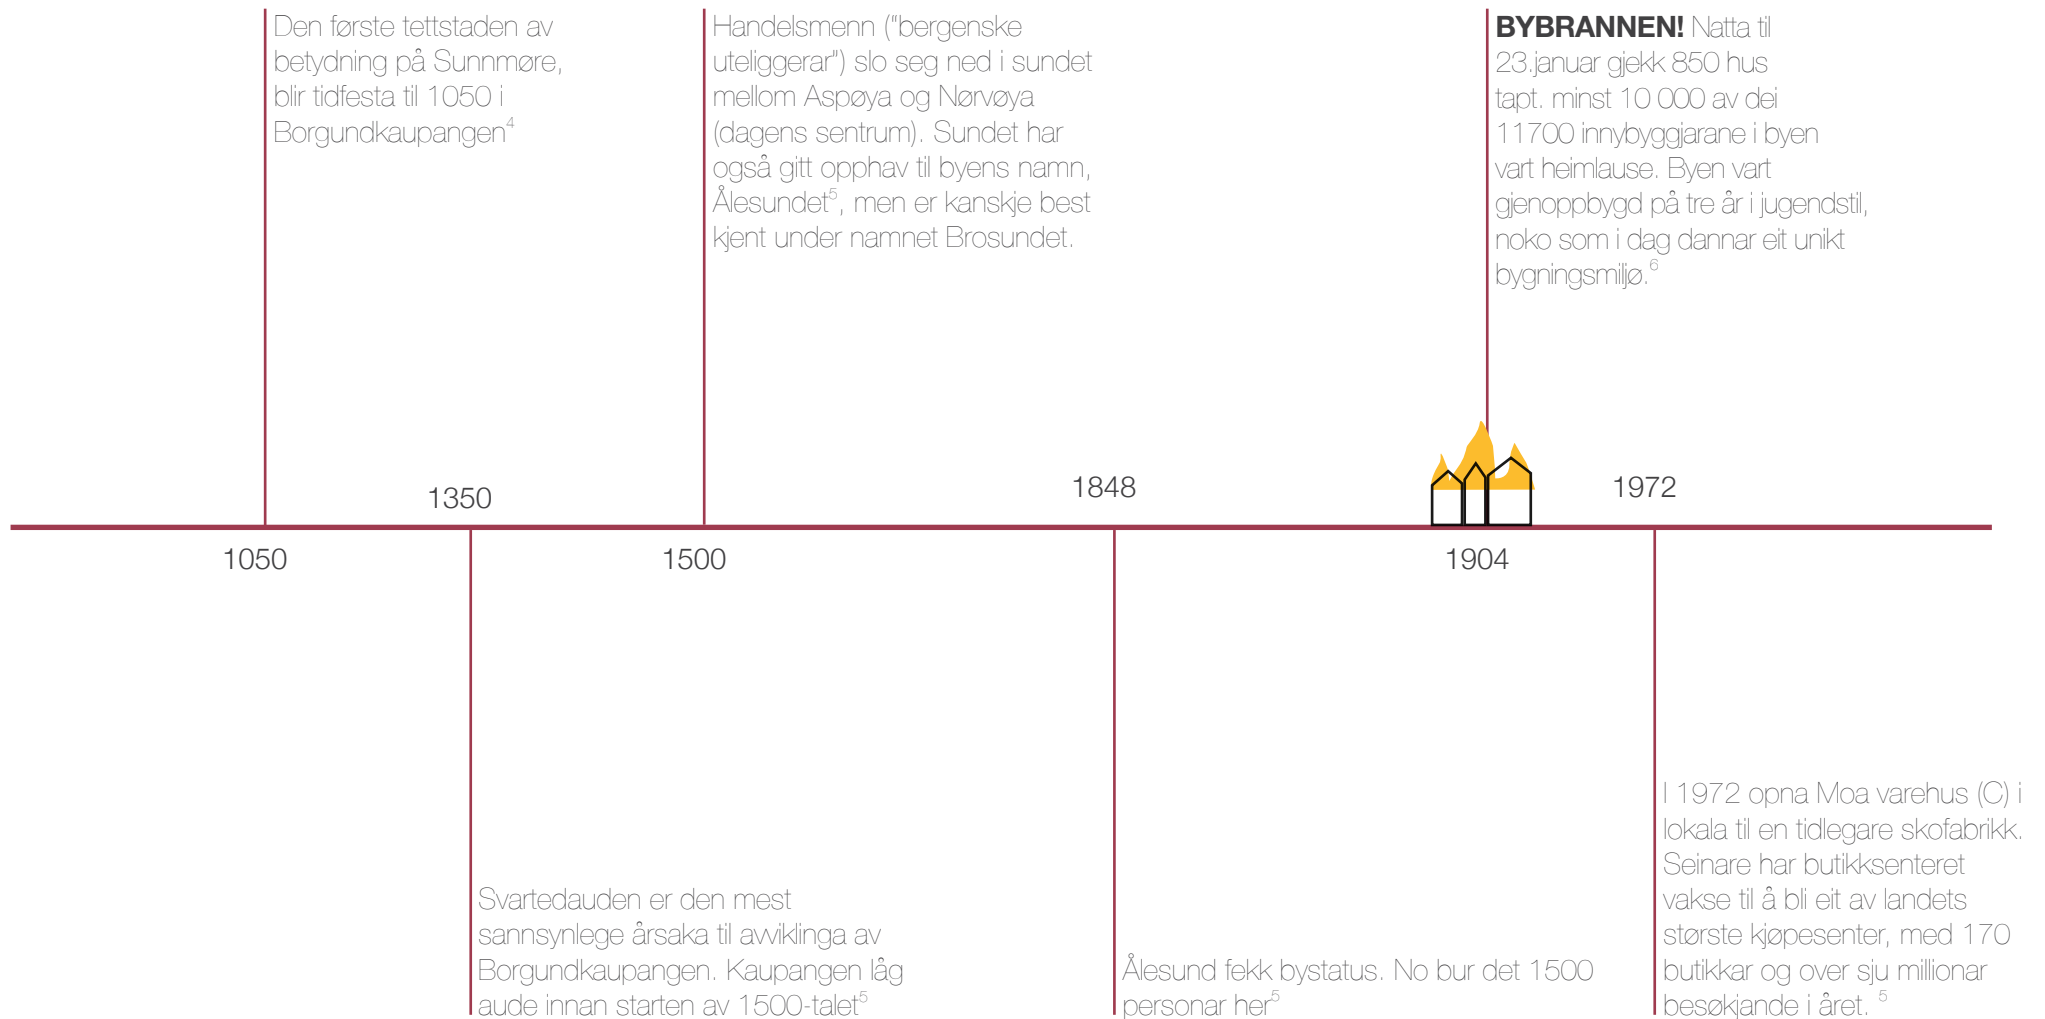 Den første tettstaden av
betydning på Sunnmøre,
blir tidfesta til 1050 i
Borgundkaupangen⁴
Handelsmenn ("bergenske
uteliggerar") slo seg ned i sundet
mellom Aspøya og Nørvøya
(dagens sentrum). Sundet har
også gitt opphav til byens namn,
Ålesundet⁵, men er kanskje best
kjent under namnet Brosundet.
BYBRANNEN! Natta til
23.januar gjekk 850 hus
tapt. minst 10 000 av dei
11700 innybyggjarane i byen
vart heimlause. Byen vart
gjenoppbygd på tre år i jugendstil,
noko som i dag dannar eit unikt
bygningsmiljø.⁶
1350
1848
1972
1050
1500
1904
Svartedauden er den mest
sannsynlege årsaka til avviklinga av
Borgundkaupangen. Kaupangen låg
aude innan starten av 1500-talet⁵
Ålesund fekk bystatus. No bur det 1500
personar her⁵
I 1972 opna Moa varehus (C) i
lokala til en tidlegare skofabrikk.
Seinare har butikksenteret
vakse til å bli eit av landets
største kjøpesenter, med 170
butikkar og over sju millionar
besøkjande i året. ⁵